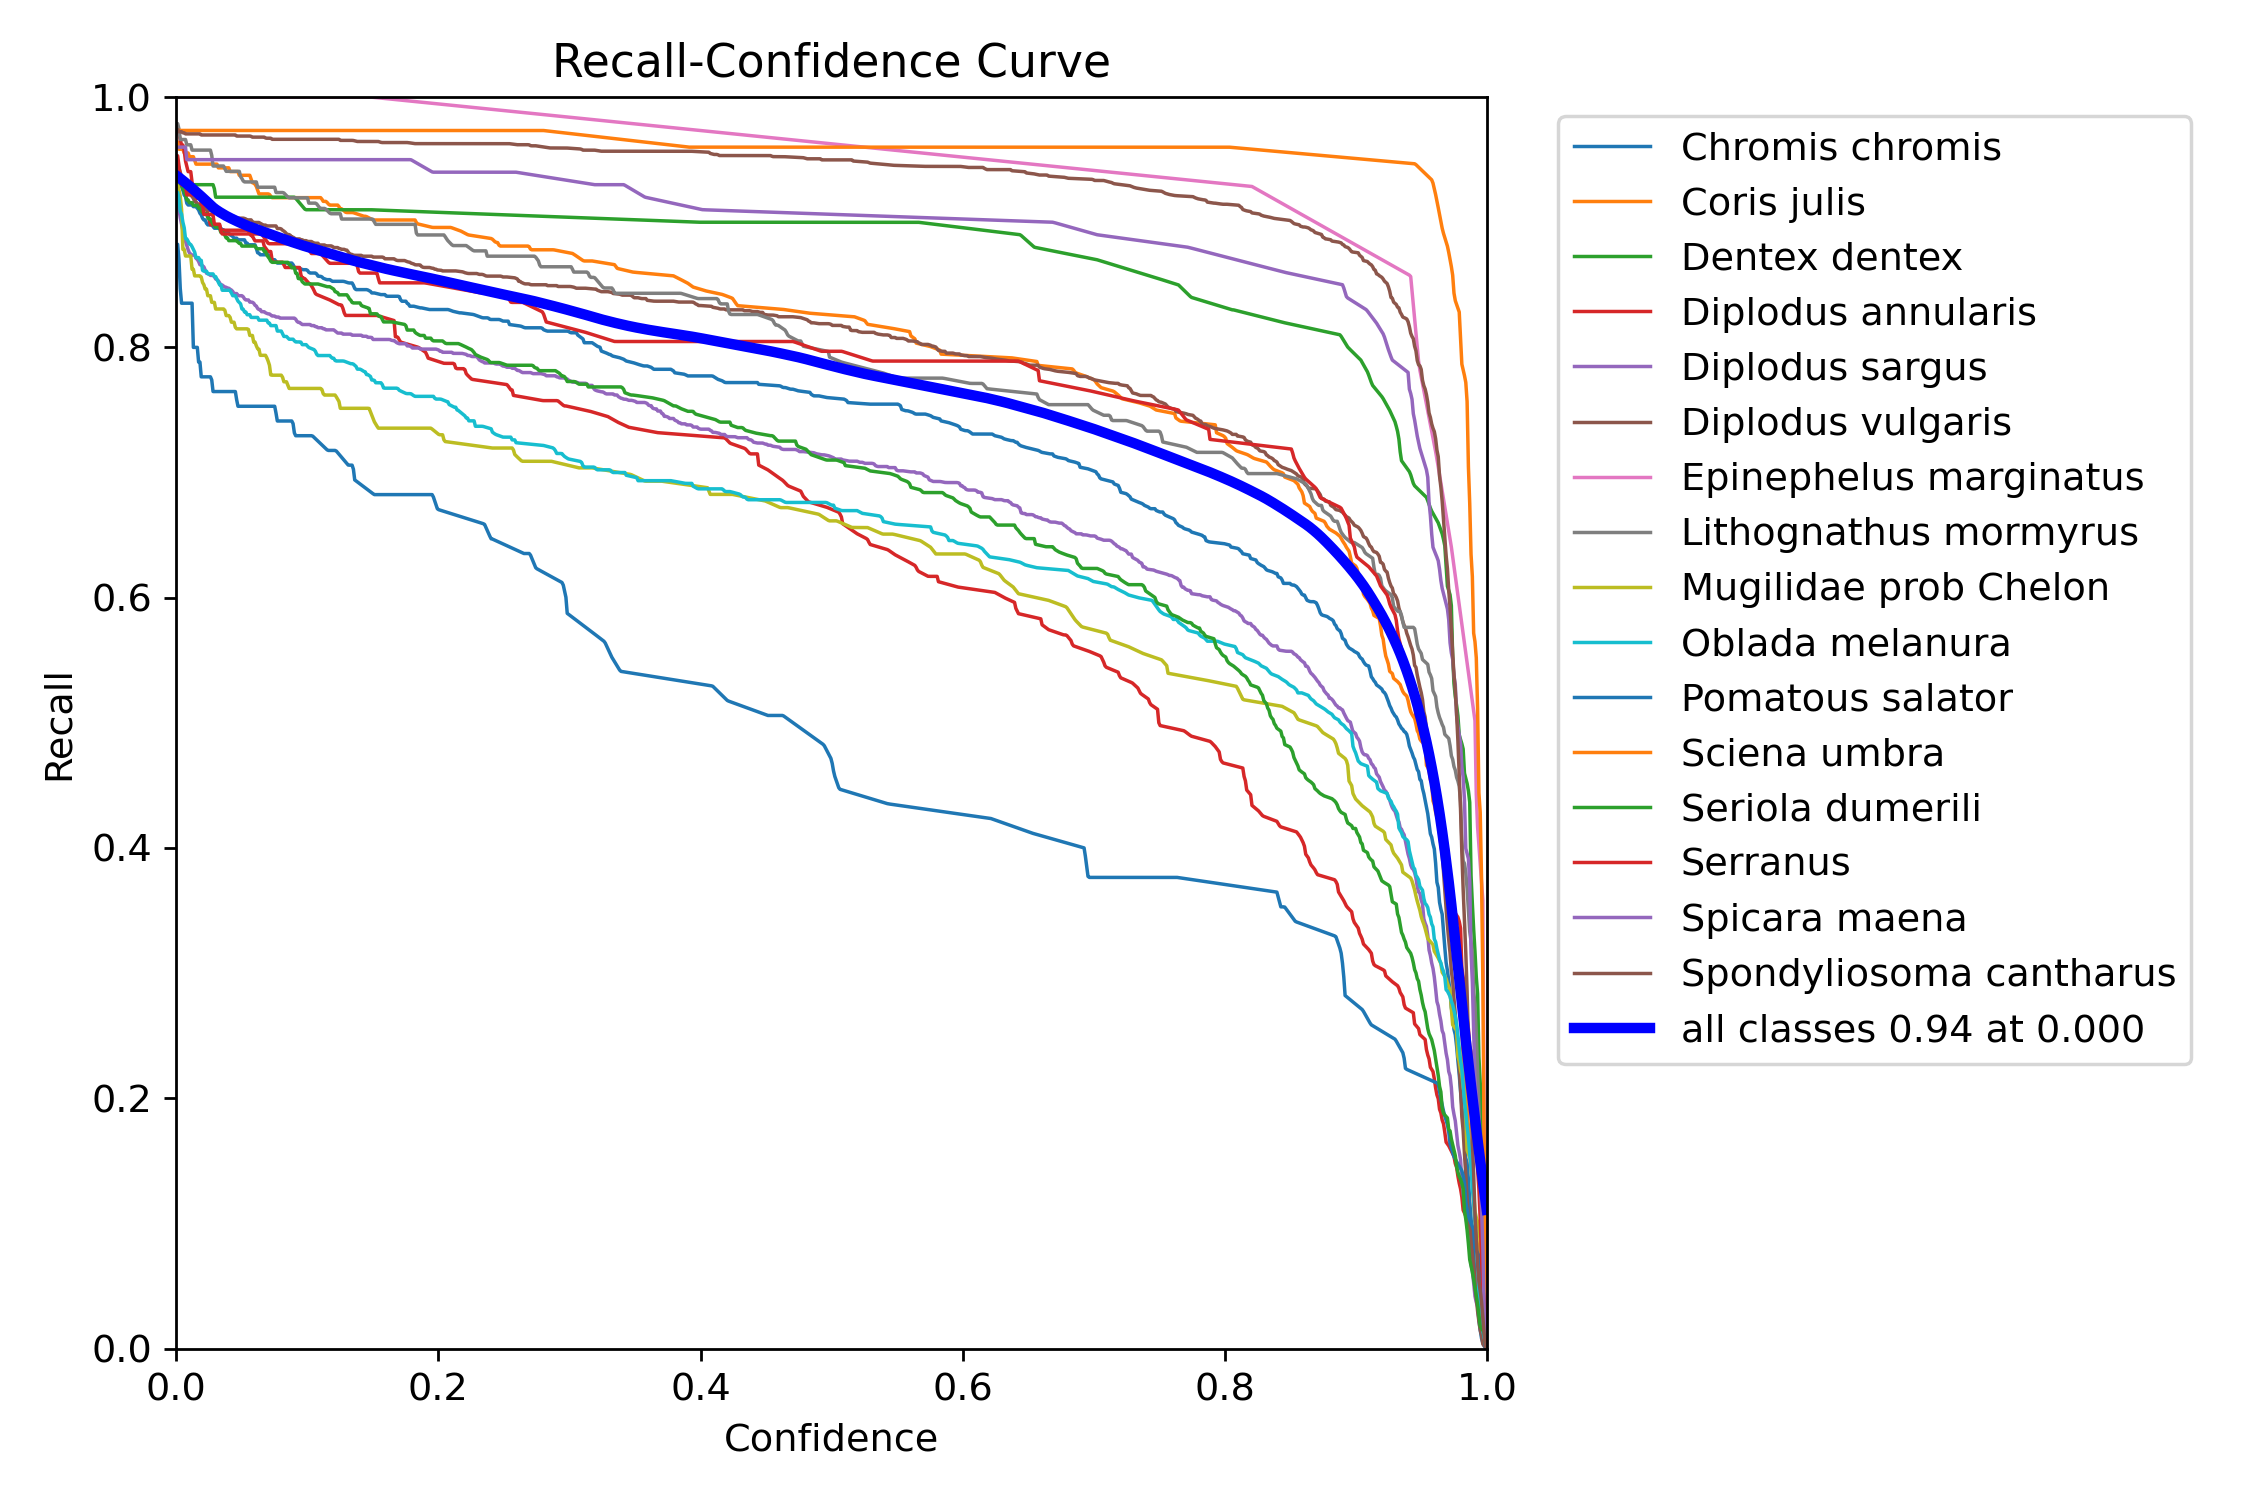 Recall-Confidence Curve
1.0
0.8
0.6
0.4
0.2
0.0
Recall
0.0 0.2 0.4 0.6 0.8 1.0
Confidence
Chromis chromis
Coris julis
Dentex dentex
Diplodus annularis
Diplodus sargus
Diplodus vulgaris
Epinephelus marginatus
Lithognathus mormyrus
Mugilidae prob Chelon
Oblada melanura
Pomatous salator
Sciena umbra
Seriola dumerili
Serranus
Spicara maena
Spondyliosoma cantharus
all classes 0.94 at 0.000